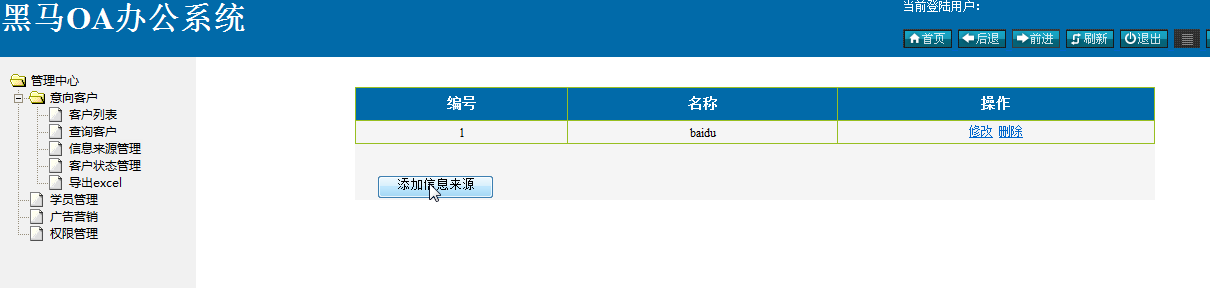 黑马OA办公系统
当前登陆用户：
首页 后退 前进 刷新 退出
管理中心
意向客户
客户列表
查询客户
信息来源管理
客户状态管理
导出excel
学员管理
广告营销
权限管理
编号 名称 操作
1 baidu 修改 删除
添加信息来源